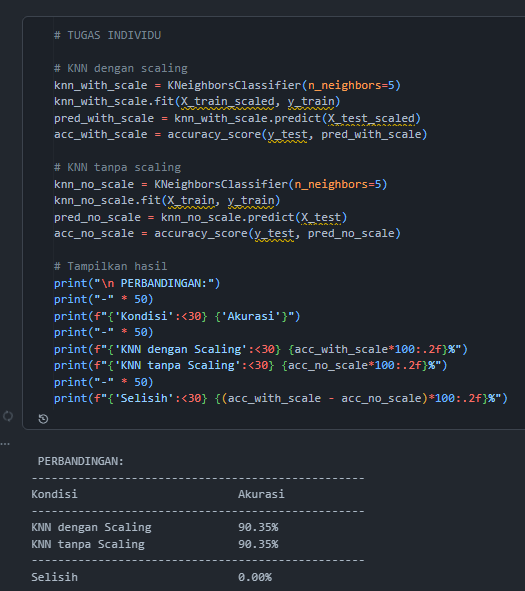 # TUGAS INDIVIDU
# KNN dengan scaling
knn_with_scale = KNeighborsClassifier(n_neighbors=5)
knn_with_scale.fit(X_train_scaled, y_train)
pred_with_scale = knn_with_scale.predict(X_test_scaled)
acc_with_scale = accuracy_score(y_test, pred_with_scale)
# KNN tanpa scaling
knn_no_scale = KNeighborsClassifier(n_neighbors=5)
knn_no_scale.fit(X_train, y_train)
pred_no_scale = knn_no_scale.predict(X_test)
acc_no_scale = accuracy_score(y_test, pred_no_scale)
# Tampilkan hasil
print("\n PERBANDINGAN:")
print("-" * 50)
print(f"{'Kondisi':<30} {'Akurasi'}")
print("-" * 50)
print(f"{'KNN dengan Scaling':<30} {acc_with_scale*100:.2f}%")
print(f"{'KNN tanpa Scaling':<30} {acc_no_scale*100:.2f}%")
print("-" * 50)
print(f"{'Selisih':<30} {(acc_with_scale - acc_no_scale)*100:.2f}%")
...
PERBANDINGAN:
--------------------------------------------------
Kondisi                        Akurasi
--------------------------------------------------
KNN dengan Scaling             90.35%
KNN tanpa Scaling              90.35%
--------------------------------------------------
Selisih                        0.00%